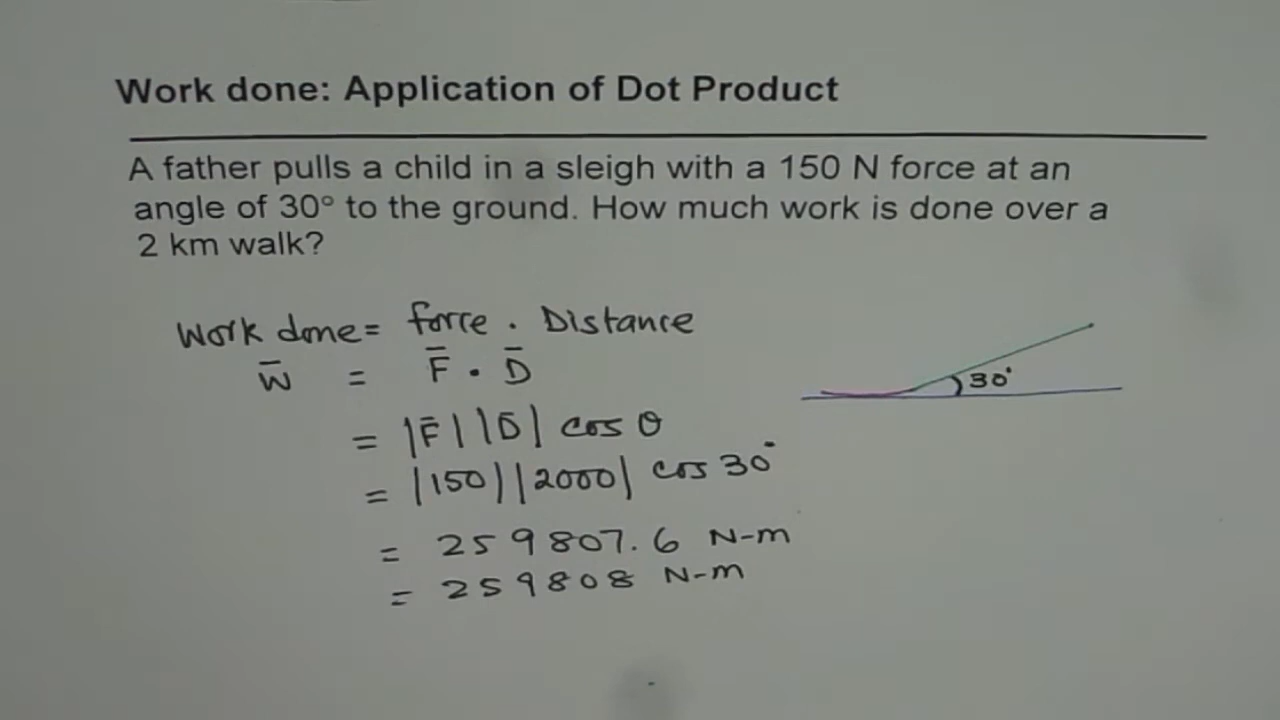 Work done: Application of Dot Product
A father pulls a child in a sleigh with a 150 N force at an
angle of 30° to the ground. How much work is done over a
2 km walk?
Work done = force . Distance
W̄ = F̄ . D̄
= |F̄| |D̄| cos θ
30°
= |150| |2000| cos 30°
= 259807.6 N-m
= 259808 N-m